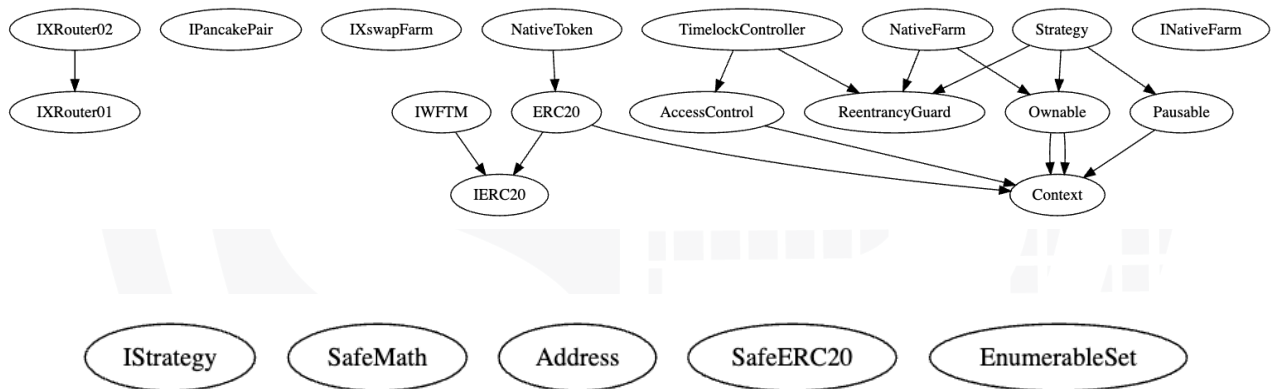 IXRouter02 IPancakePair IXswapFarm NativeToken TimelockController NativeFarm Strategy INativeFarm
IXRouter01 IWFTM ERC20 AccessControl ReentrancyGuard Ownable Pausable
IERC20 Context
IStrategy SafeMath Address SafeERC20 EnumerableSet